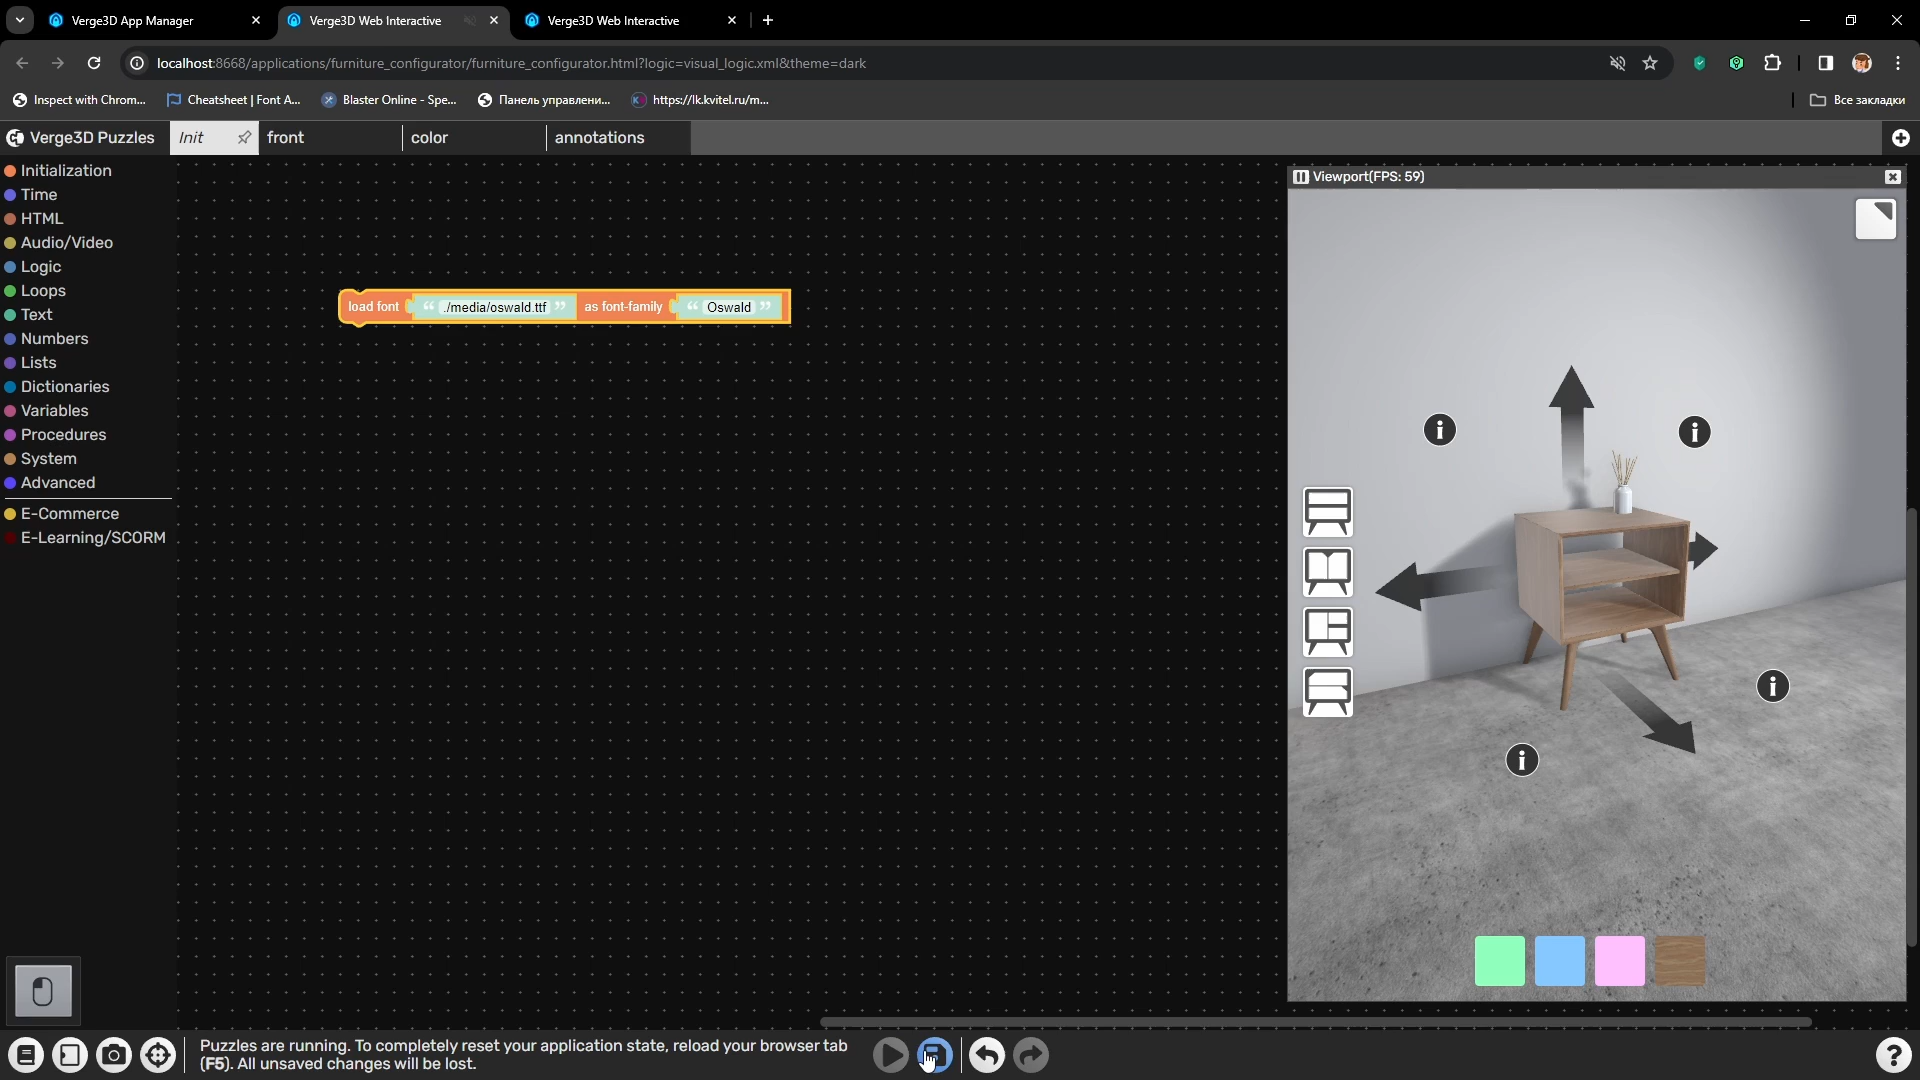 Verge3D App Manager
Verge3D Web Interactive
Verge3D Web Interactive
localhost:8668/applications/furniture_configurator/furniture_configurator.html?logic=visual_logic.xml&theme=dark
Inspect with Chrom...
Cheatsheet | Font A...
Blaster Online - Spe...
Панель управлени...
https://lk.kvitel.ru/m...
Все закладки
Verge3D Puzzles
Init
front
color
annotations
Initialization
Time
HTML
Audio/Video
Logic
Loops
Text
Numbers
Lists
Dictionaries
Variables
Procedures
System
Advanced
E-Commerce
E-Learning/SCORM
load font “ ./media/oswald.ttf ” as font-family “ Oswald ”
Viewport(FPS: 59)
i
i
i
i
Puzzles are running. To completely reset your application state, reload your browser tab
(F5). All unsaved changes will be lost.
?